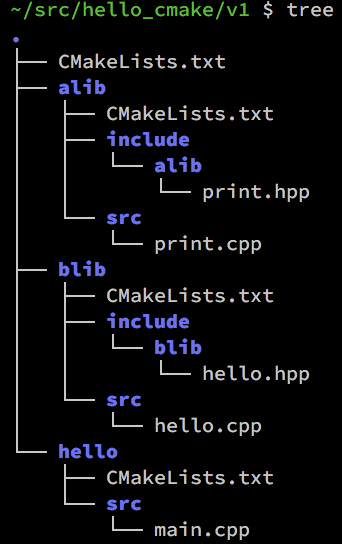 ~/src/hello_cmake/v1 $ tree
.
├── CMakeLists.txt
├── alib
│   ├── CMakeLists.txt
│   ├── include
│   │   └── alib
│   │       └── print.hpp
│   └── src
│       └── print.cpp
├── blib
│   ├── CMakeLists.txt
│   ├── include
│   │   └── blib
│   │       └── hello.hpp
│   └── src
│       └── hello.cpp
└── hello
    ├── CMakeLists.txt
    └── src
        └── main.cpp